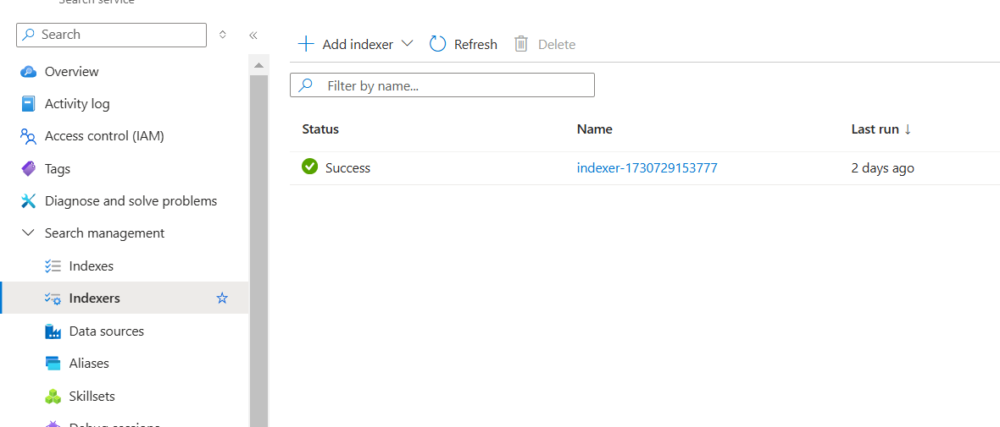 Search service
Search
Overview
Activity log
Access control (IAM)
Tags
Diagnose and solve problems
Search management
Indexes
Indexers
Data sources
Aliases
Skillsets
Debug sessions
Add indexer
Refresh
Delete
Filter by name...
Status Name Last run
Success indexer-1730729153777 2 days ago